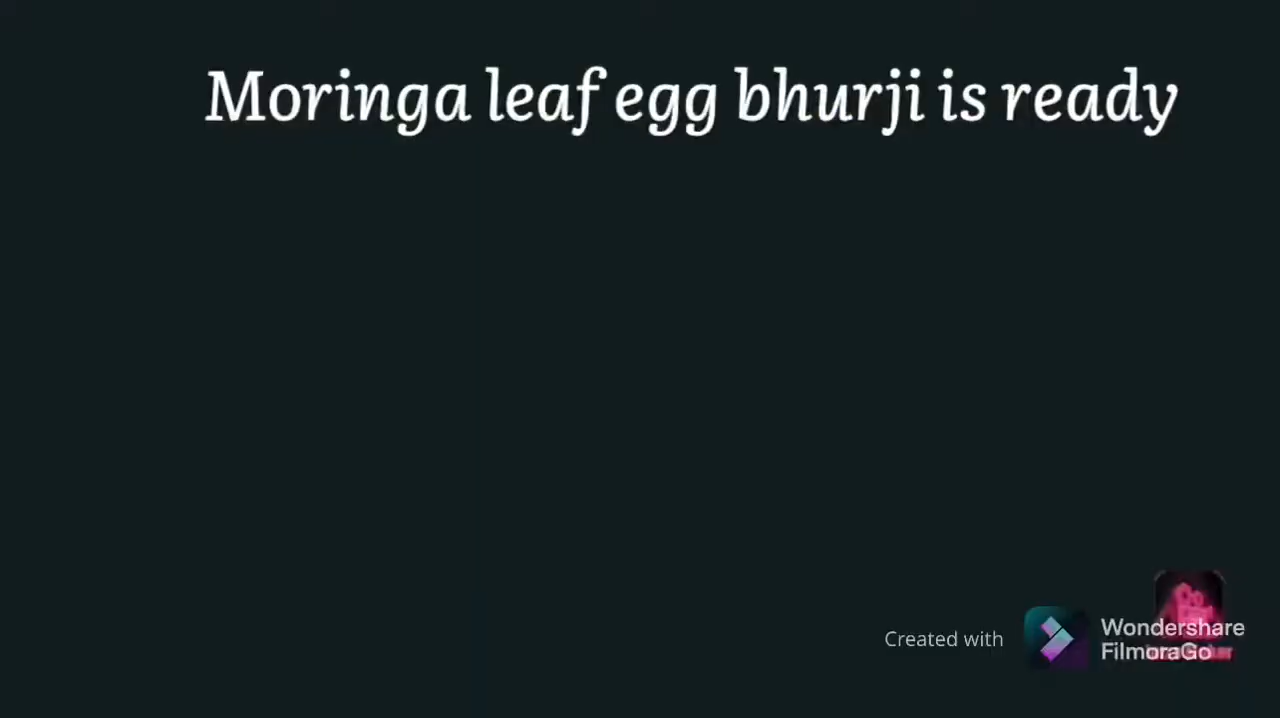 Moringa leaf egg bhurji is ready
Created with
Wondershare
FilmoraGo